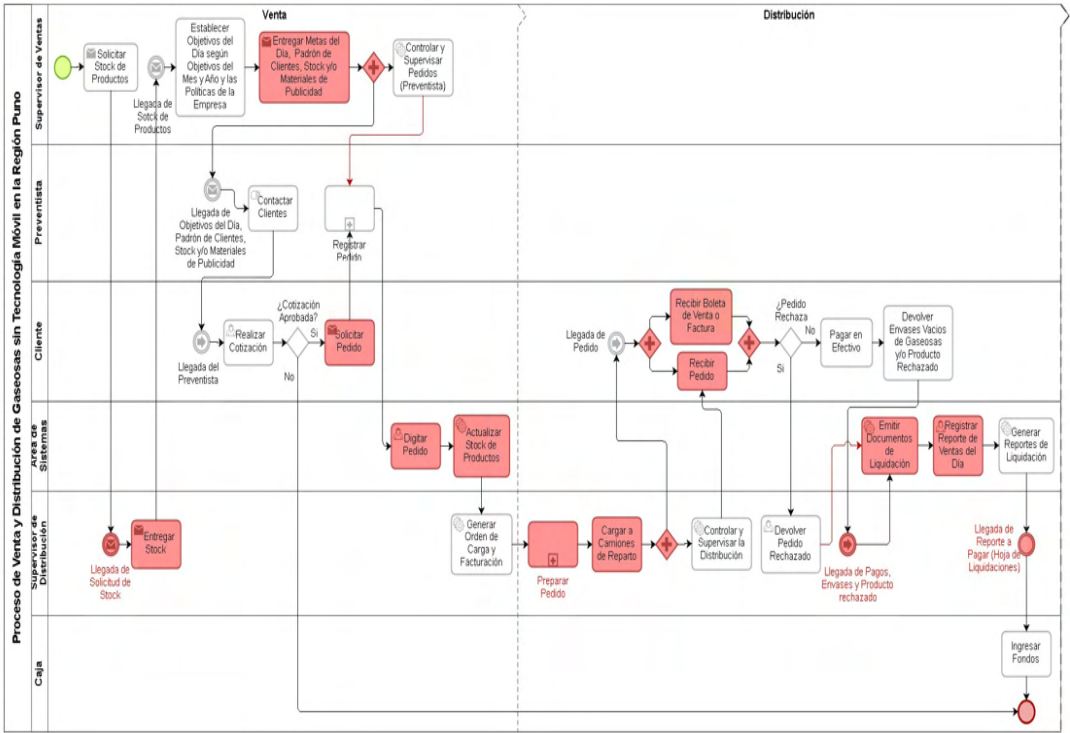 Proceso de Venta y Distribución de Gaseosas sin Tecnología Móvil en la Región Puno
Venta
Distribución
Supervisor de Ventas
Solicitar
Stock de
Productos
Llegada de
Sotck de
Productos
Establecer
Objetivos del
Día según
Objetivos del
Mes y Año y las
Políticas de la
Empresa
Entregar Metas del
Día, Padrón de
Clientes, Stock y/o
Materiales de
Publicidad
Controlar y
Supervisar
Pedidos
(Preventista)
Preventista
Llegada de
Objetivos del Día,
Padrón de Clientes,
Stock y/o Materiales
de Publicidad
Contactar
Clientes
Registrar
Pedido
Cliente
Llegada del
Preventista
Realizar
Cotización
¿Cotización
Aprobada?
Si
No
Solicitar
Pedido
Llegada de
Pedido
Recibir Boleta
de Venta o
Factura
Recibir
Pedido
¿Pedido
Rechaza
No
Si
Pagar en
Efectivo
Devolver
Envases Vacios
de Gaseosas
y/o Producto
Rechazado
Area de
Sistemas
Digitar
Pedido
Actualizar
Stock de
Productos
Emitir
Documentos
de
Liquidación
Registrar
Reporte de
Ventas del
Día
Generar
Reportes de
Liquidación
Supervisor de
Distribución
Llegada de
Solicitud de
Stock
Entregar
Stock
Generar
Orden de
Carga y
Facturación
Preparar
Pedido
Cargar a
Camiones
de Reparto
Controlar y
Supervisar la
Distribución
Devolver
Pedido
Rechazado
Llegada de Pagos,
Envases y Producto
rechazado
Llegada de
Reporte a
Pagar (Hoja de
Liquidaciones)
Caja
Ingresar
Fondos